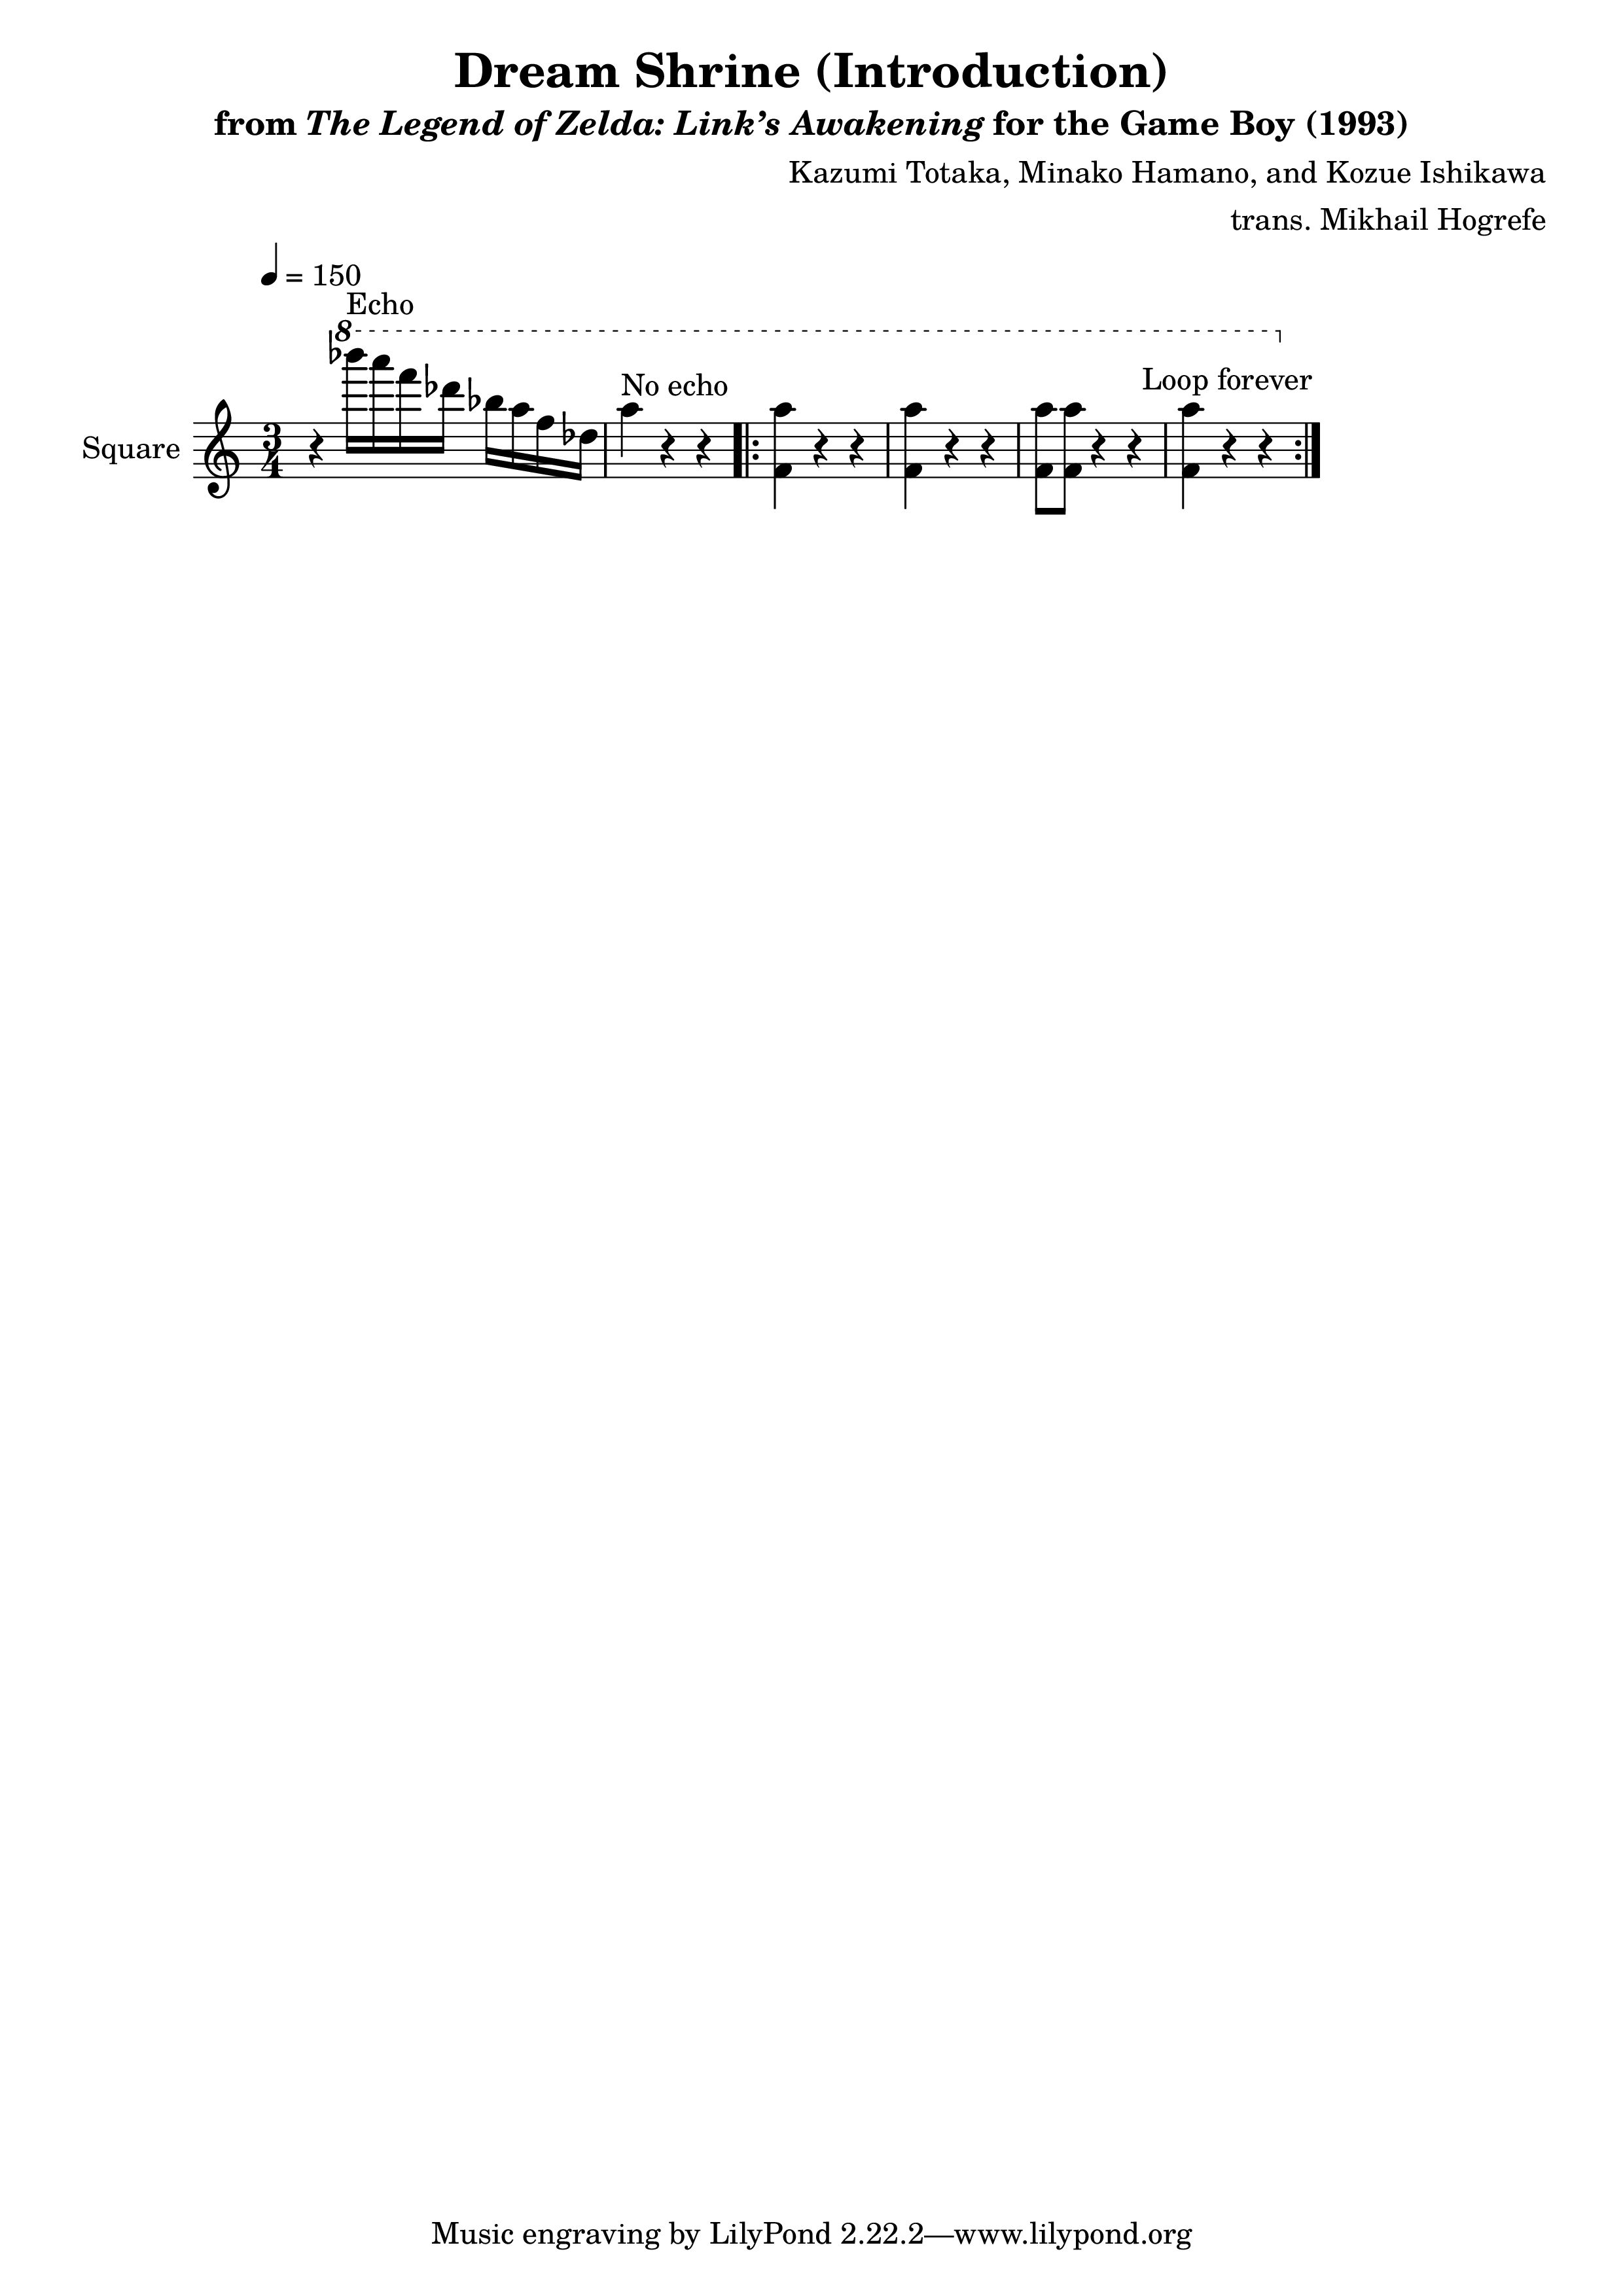 Dream Shrine (Introduction)
from The Legend of Zelda: Link’s Awakening for the Game Boy (1993)
Kazumi Totaka, Minako Hamano, and Kozue Ishikawa
trans. Mikhail Hogrefe
= 150
Echo
8
No echo
Loop forever
Square
3
4
Music engraving by LilyPond 2.22.2—www.lilypond.org